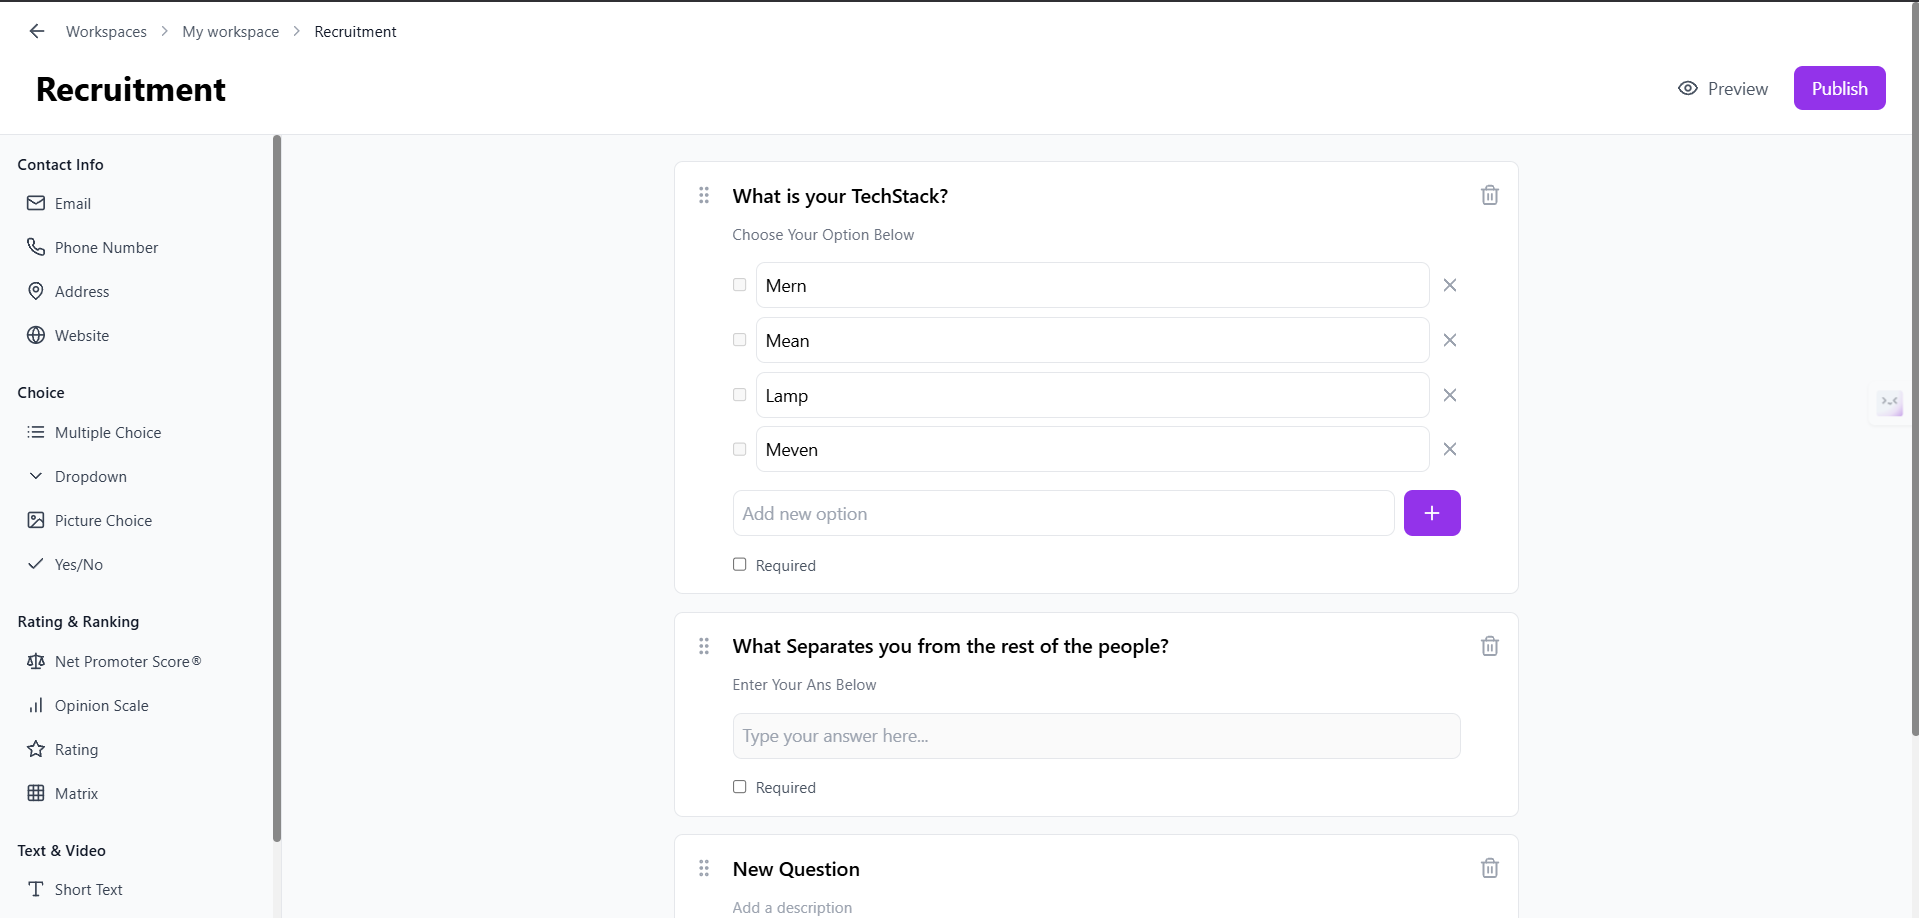 Workspaces > My workspace > Recruitment
Recruitment
Preview
Publish
Contact Info
Email
Phone Number
Address
Website
Choice
Multiple Choice
Dropdown
Picture Choice
Yes/No
Rating & Ranking
Net Promoter Score®
Opinion Scale
Rating
Matrix
Text & Video
Short Text
What is your TechStack?
Choose Your Option Below
Mern
Mean
Lamp
Meven
Add new option
Required
What Separates you from the rest of the people?
Enter Your Ans Below
Type your answer here...
Required
New Question
Add a description